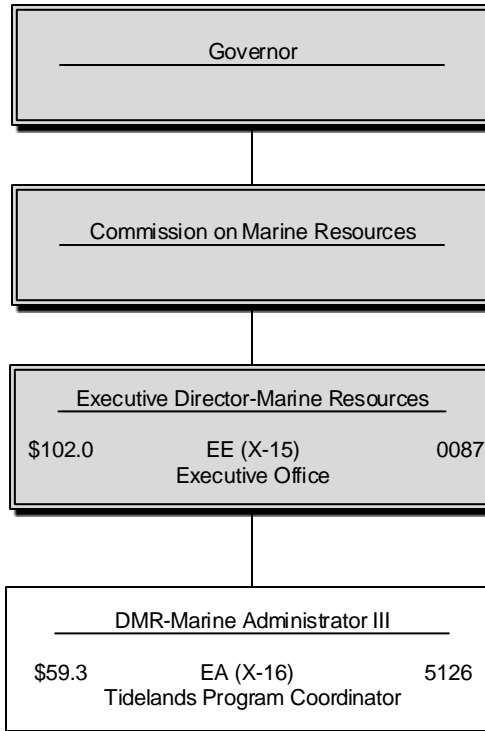 Governor
Commission on Marine Resources
Executive Director-Marine Resources
$102.0 EE (X-15) 0087
Executive Office
DMR-Marine Administrator III
$59.3 EA (X-16) 5126
Tidelands Program Coordinator